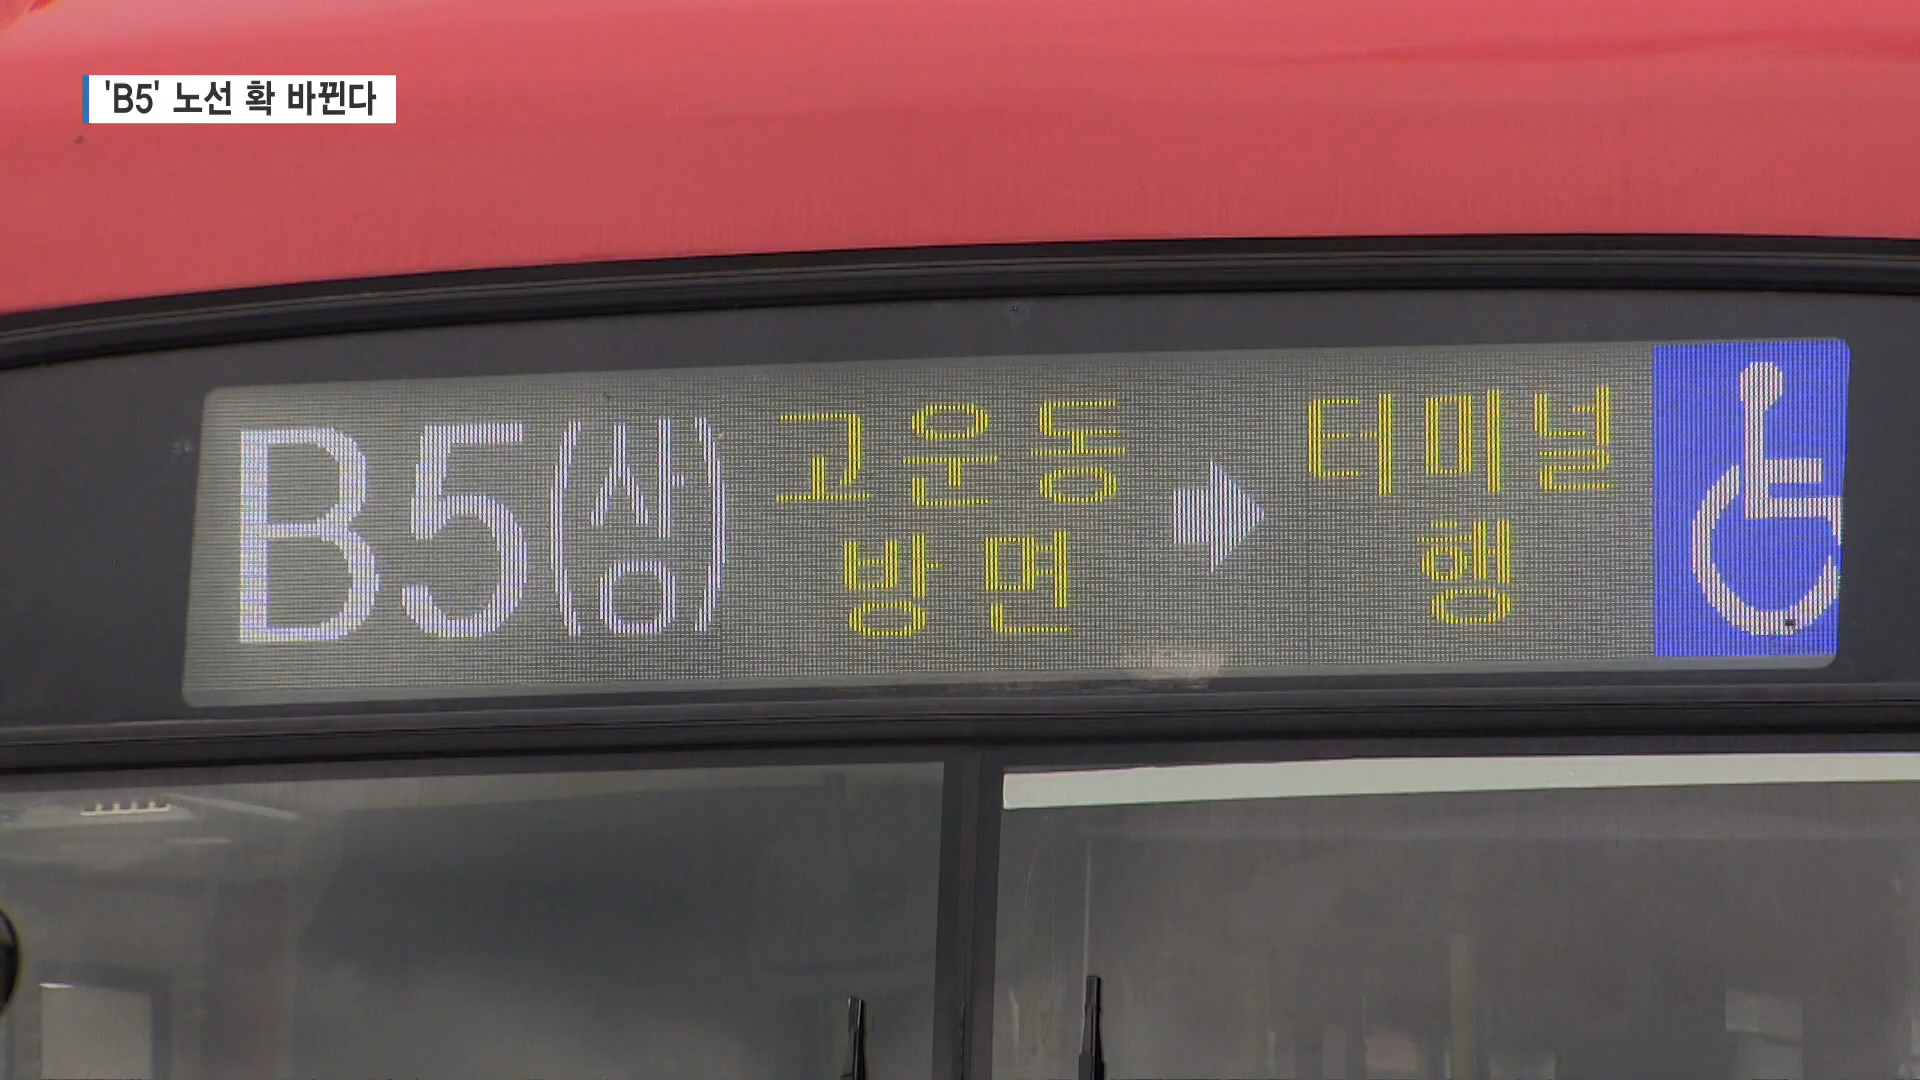 'B5' 노선 확 바뀐다
B5(상) 고운동 방면 → 터미널 행